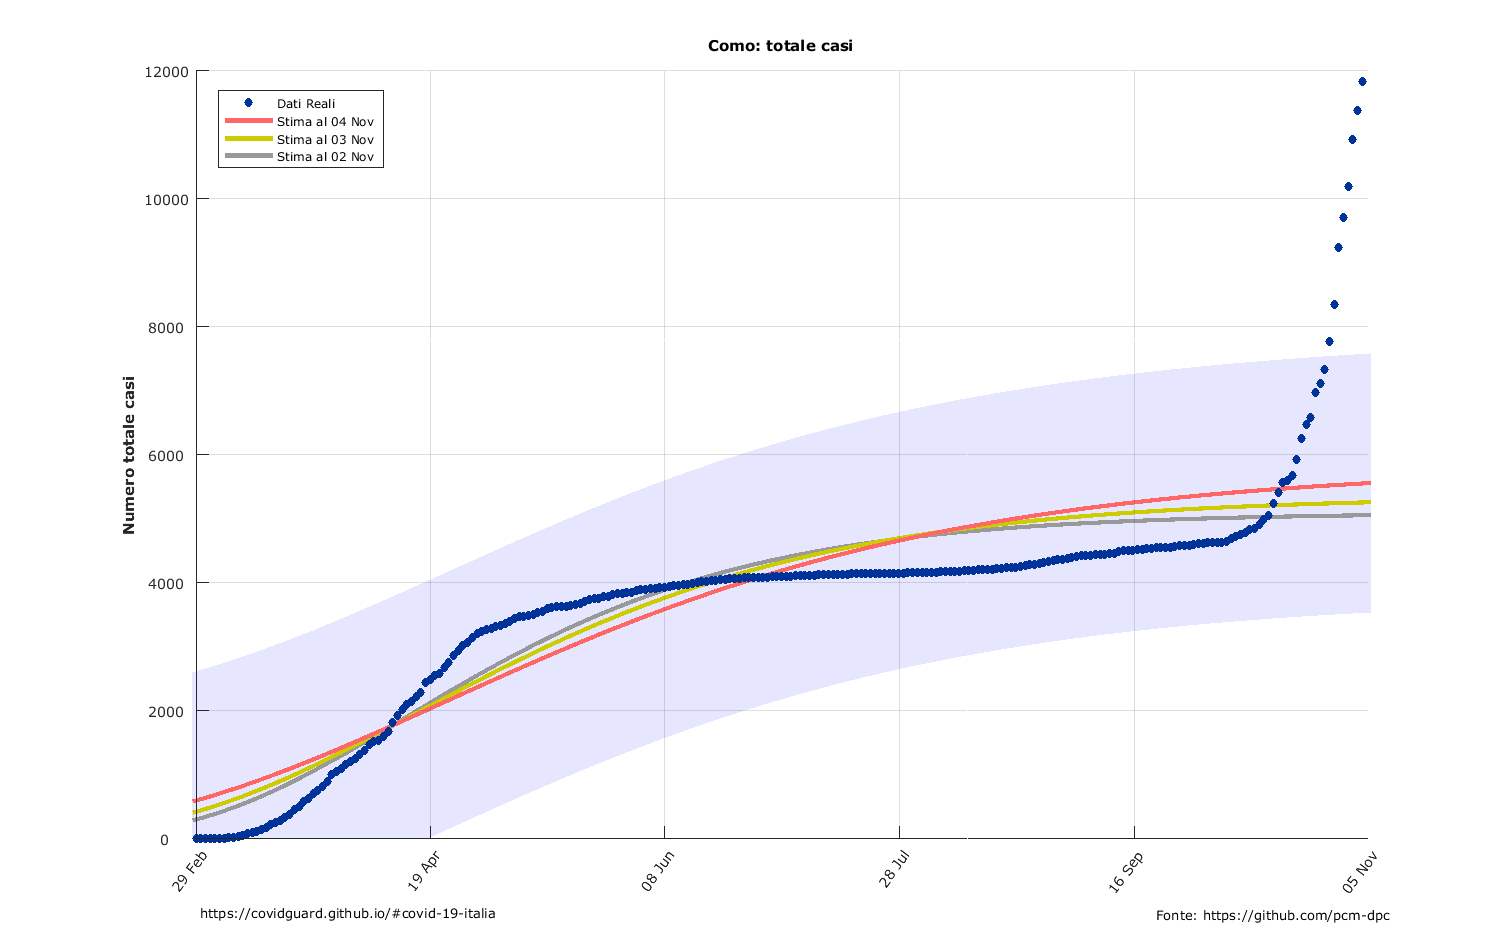 Como: totale casi
12000
10000
8000
6000
4000
2000
0
Numero totale casi
Dati Reali
Stima al 04 Nov
Stima al 03 Nov
Stima al 02 Nov
29 Feb
19 Apr
08 Jun
28 Jul
16 Sep
05 Nov
https://covidguard.github.io/#covid-19-italia
Fonte: https://github.com/pcm-dpc